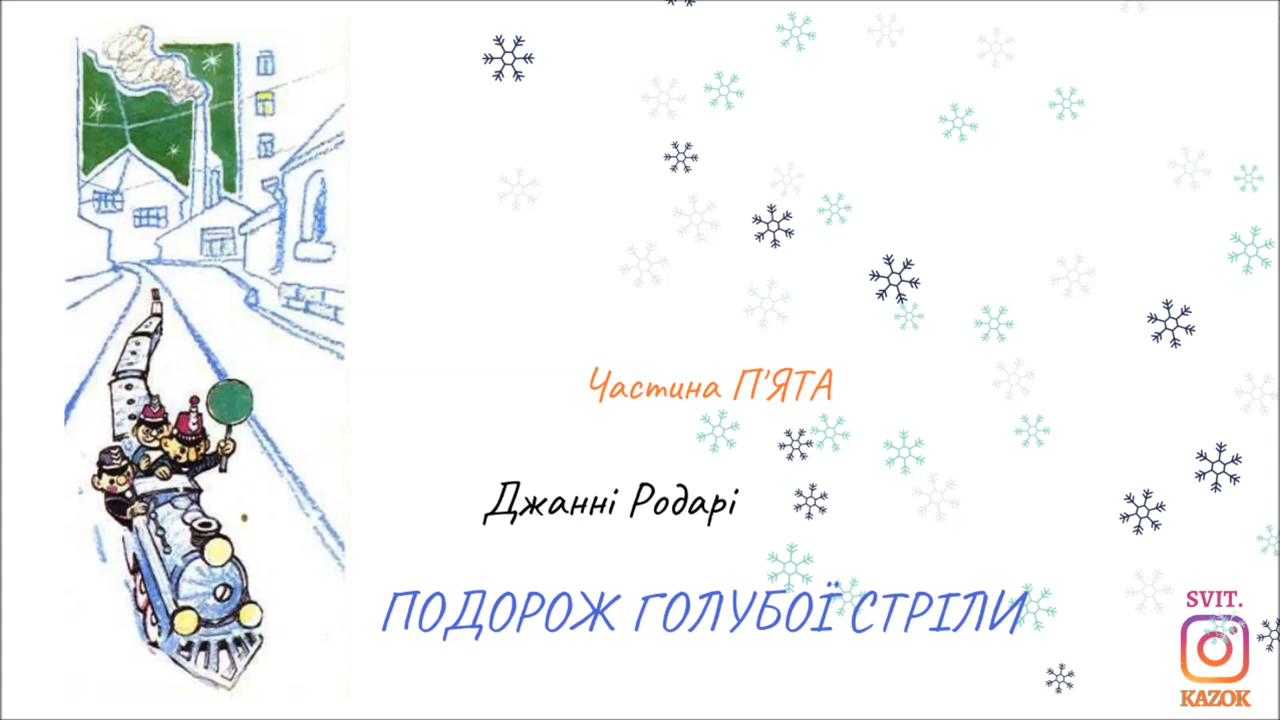 Частина П'ЯТА
Джанні Родарі
ПОДОРОЖ ГОЛУБОЇ СТРІЛИ
SVIT.
KAZOK